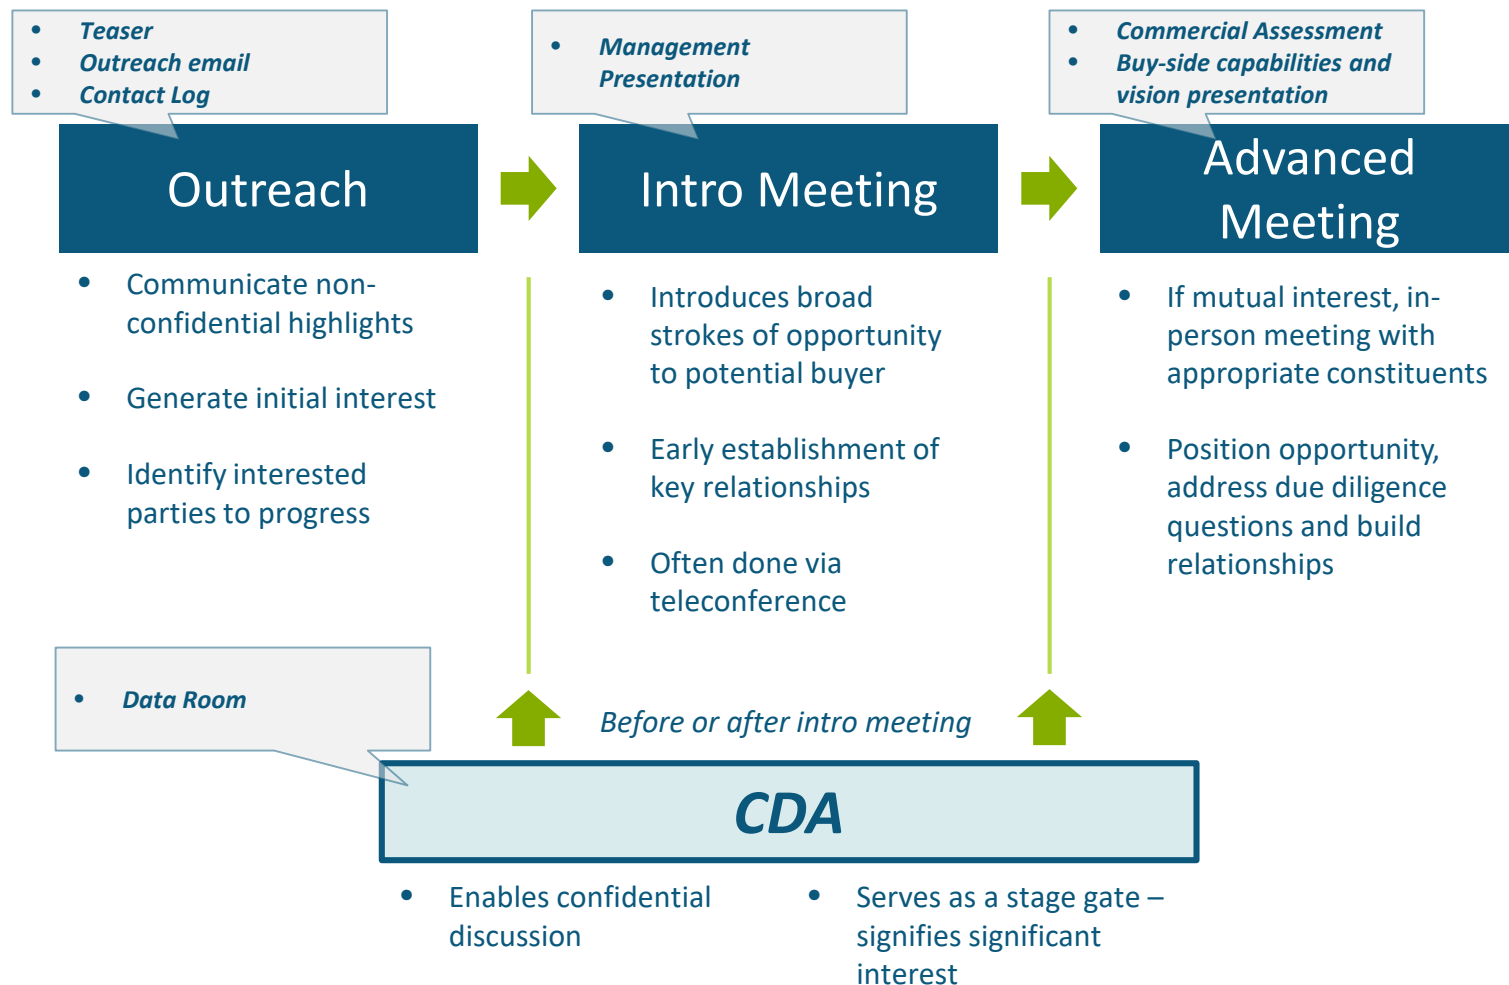 • Teaser
• Outreach email
• Contact Log
• Management
Presentation
• Commercial Assessment
• Buy-side capabilities and
vision presentation
Outreach
Intro Meeting
Advanced
Meeting
• Communicate non-
confidential highlights
• Generate initial interest
• Identify interested
parties to progress
• Introduces broad
strokes of opportunity
to potential buyer
• Early establishment of
key relationships
• Often done via
teleconference
• If mutual interest, in-
person meeting with
appropriate constituents
• Position opportunity,
address due diligence
questions and build
relationships
• Data Room
Before or after intro meeting
CDA
• Enables confidential
discussion
• Serves as a stage gate –
signifies significant
interest